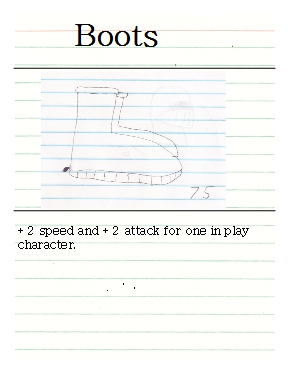 Boots
75
+ 2 speed and + 2 attack for one in play
character.